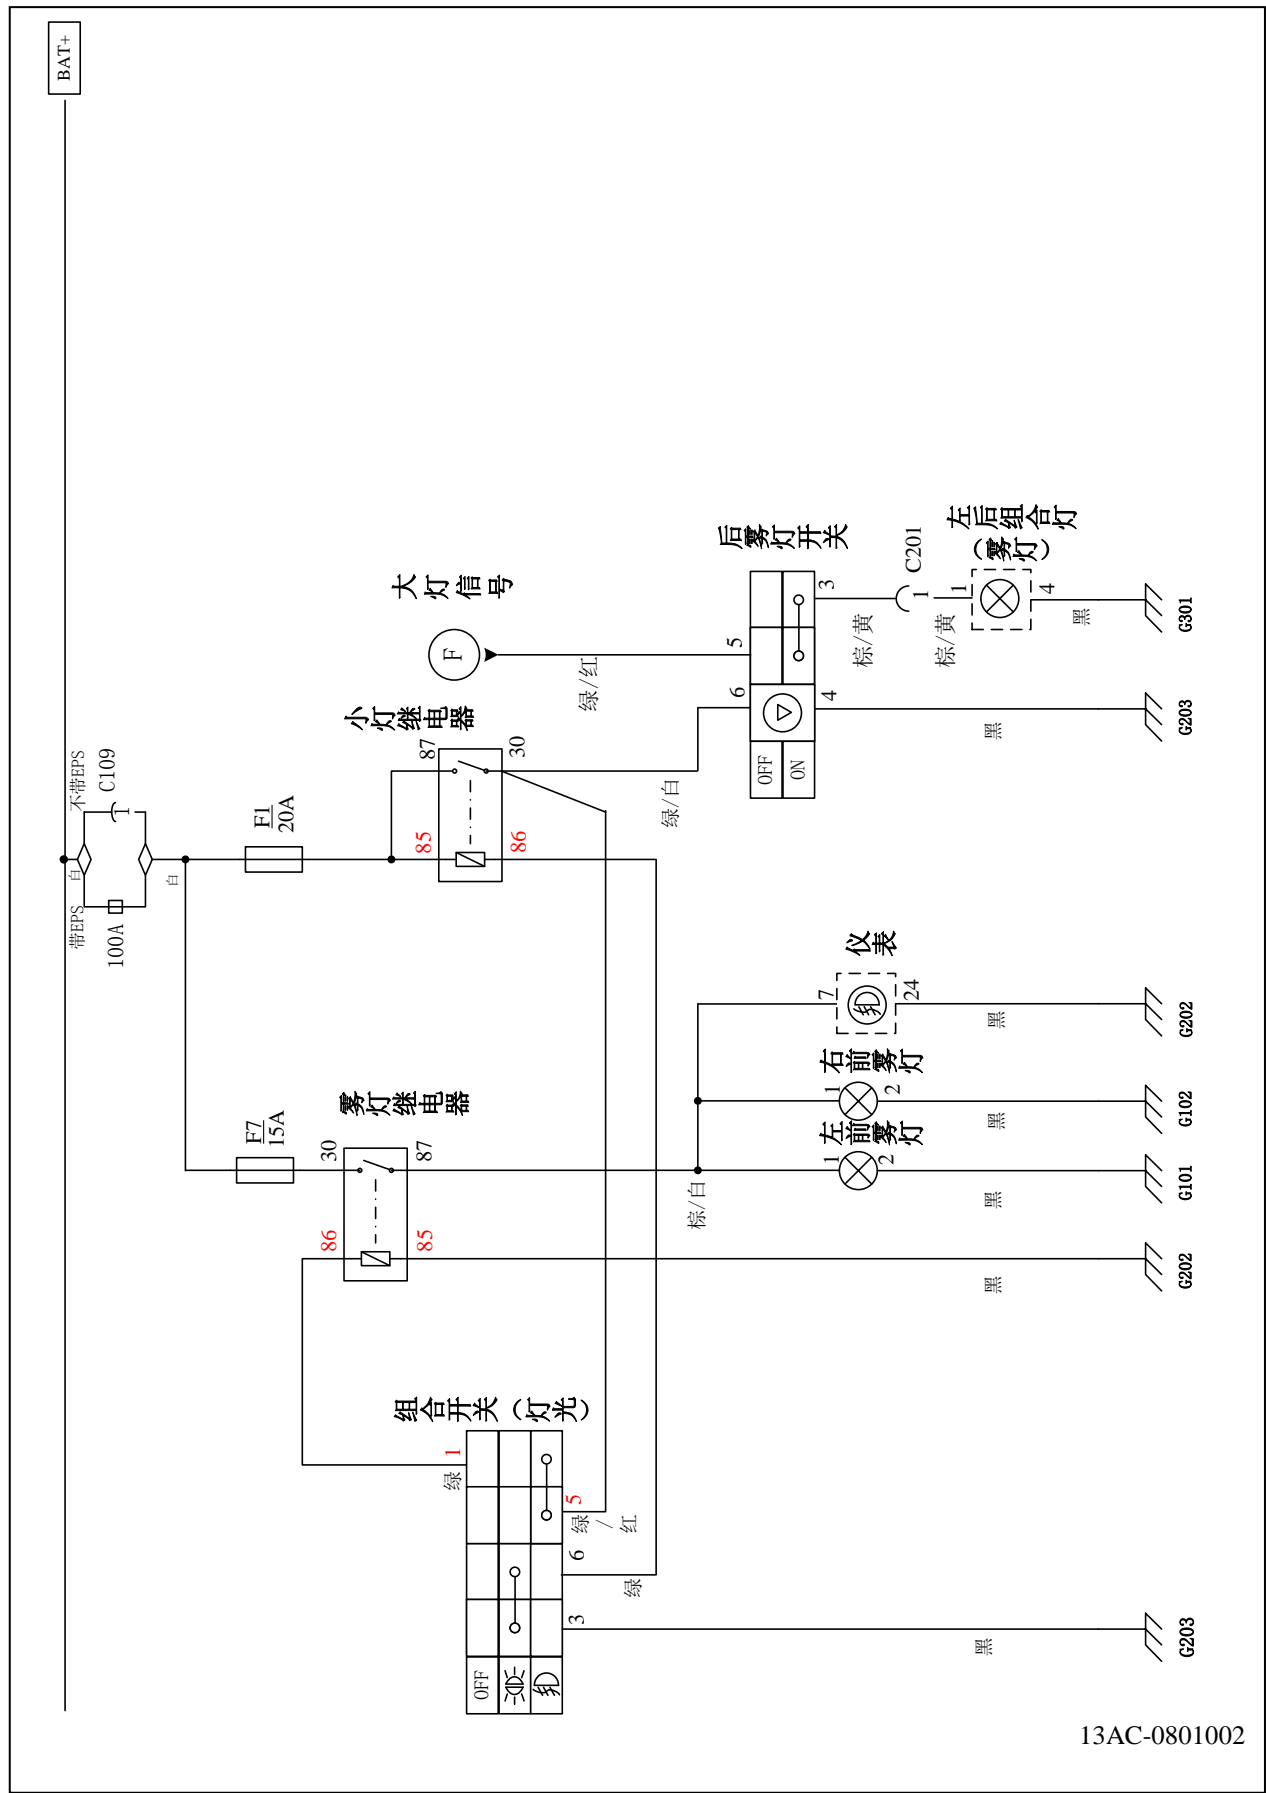 BAT+
不带EPS
C109
1
白
带EPS
100A
白
F1
20A
F7
15A
大灯信号
F
绿/红
小灯继电器
87
30
85
86
绿/白
后雾灯开关
5
6
3
4
OFF
ON
棕/黄
C201
1
棕/黄
左后组合灯
(雾灯)
1
4
黑
G301
黑
G203
仪表
7
24
黑
G202
右前雾灯
1
2
黑
G102
左前雾灯
1
2
黑
G101
雾灯继电器
30
87
86
85
棕/白
黑
G202
组合开关(灯光)
1
绿
5
绿/红
6
绿
3
OFF
黑
G203
13AC-0801002